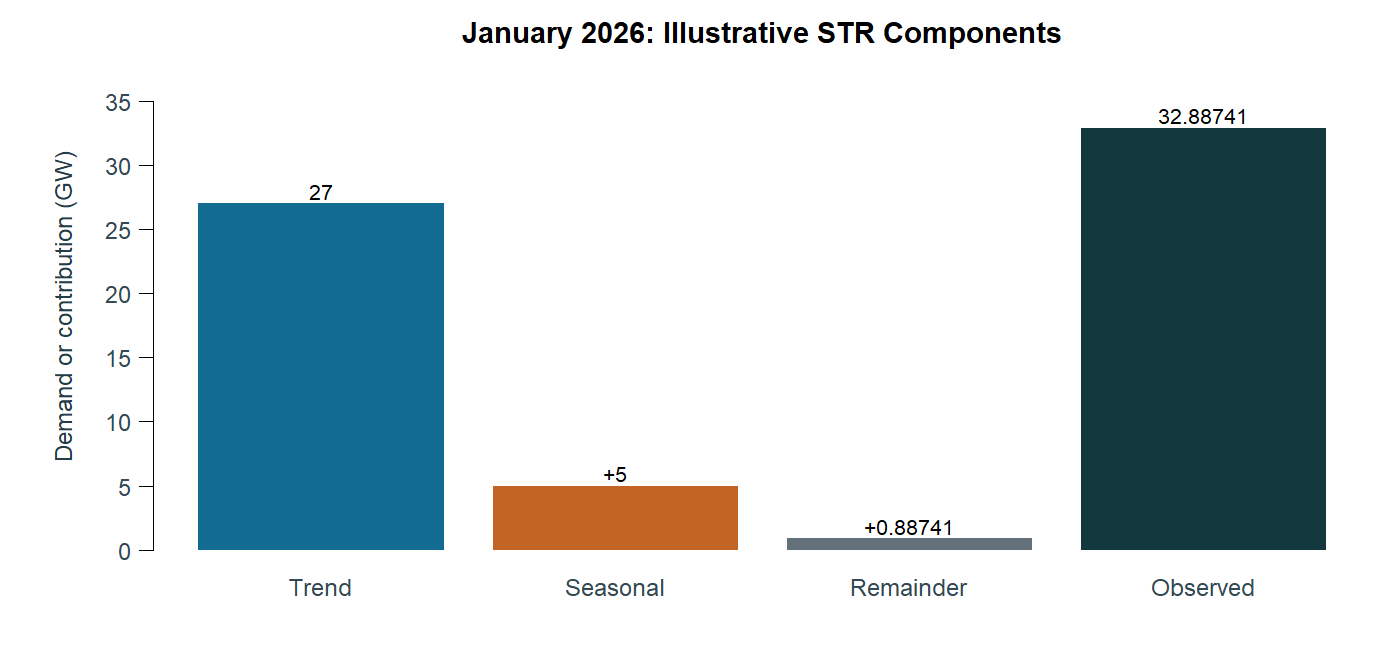 January 2026: Illustrative STR Components
Demand or contribution (GW)
35
30
25
20
15
10
5
0
27
+5
+0.88741
32.88741
Trend
Seasonal
Remainder
Observed